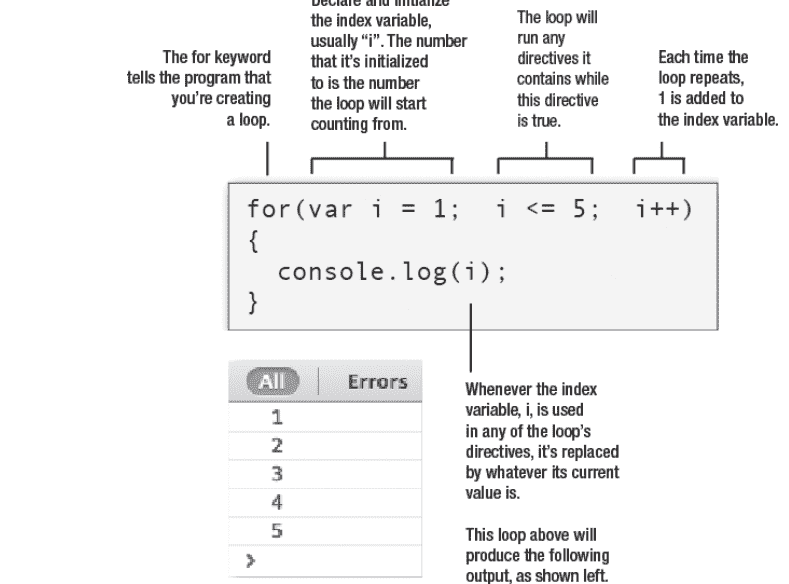 The for keyword
tells the program that
you're creating
a loop.
Declare and initialize
the index variable,
usually “i”. The number
that it's initialized
to is the number
the loop will start
counting from.
The loop will
run any
directives it
contains while
this directive
is true.
Each time the
loop repeats,
1 is added to
the index variable.
for(var i = 1;  i <= 5;  i++)
{
  console.log(i);
}
All Errors
1
2
3
4
5
›
Whenever the index
variable, i, is used
in any of the loop's
directives, it's replaced
by whatever its current
value is.
This loop above will
produce the following
output, as shown left.